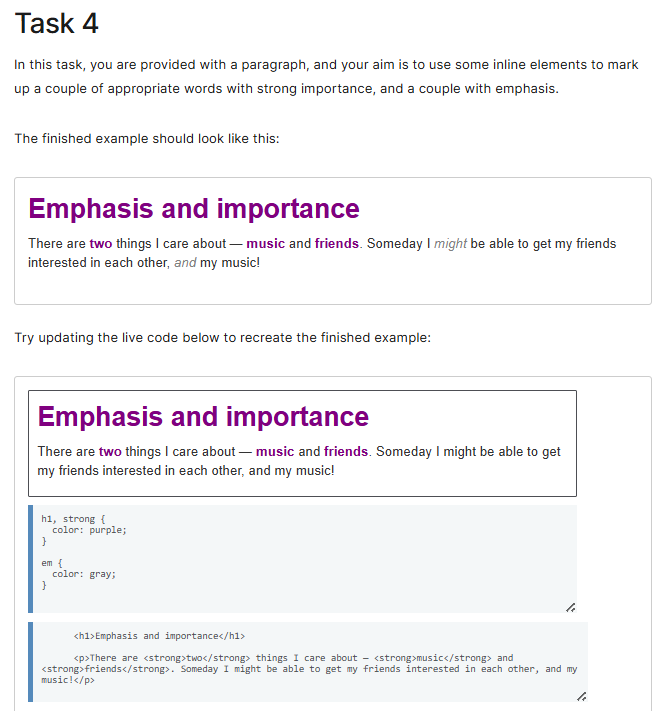 Task 4
In this task, you are provided with a paragraph, and your aim is to use some inline elements to mark
up a couple of appropriate words with strong importance, and a couple with emphasis.
The finished example should look like this:
Emphasis and importance
There are two things I care about — music and friends. Someday I might be able to get my friends
interested in each other, and my music!
Try updating the live code below to recreate the finished example:
Emphasis and importance
There are two things I care about — music and friends. Someday I might be able to get
my friends interested in each other, and my music!
h1, strong {
  color: purple;
}
em {
  color: gray;
}
<h1>Emphasis and importance</h1>
<p>There are <strong>two</strong> things I care about — <strong>music</strong> and
<strong>friends</strong>. Someday I might be able to get my friends interested in each other, and my
music!</p>